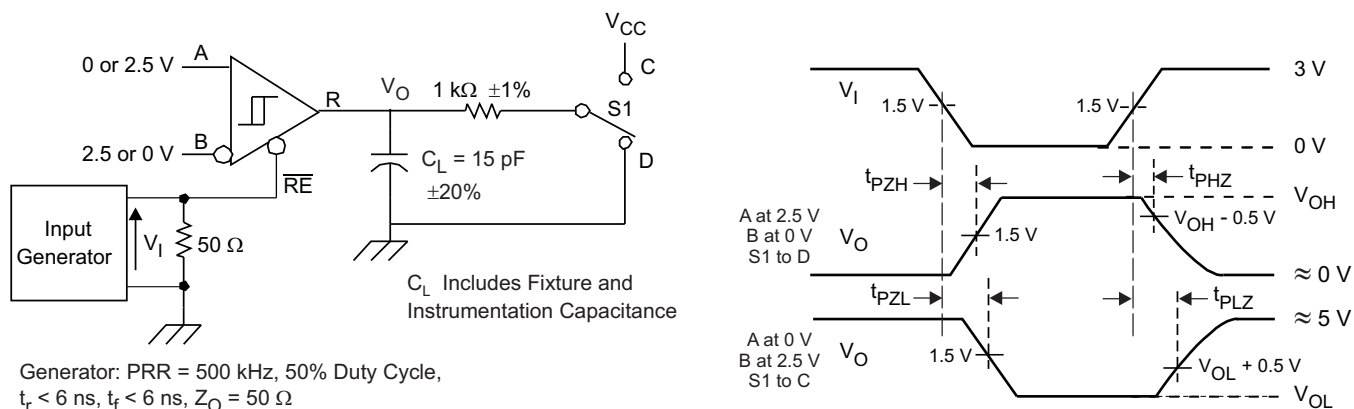 V_CC
C
0 or 2.5 V
A
R
V_O
1 kΩ ±1%
S1
2.5 or 0 V
B
D
C_L = 15 pF
±20%
RE
Input
Generator
V_I
50 Ω
C_L Includes Fixture and
Instrumentation Capacitance
Generator: PRR = 500 kHz, 50% Duty Cycle,
t_r < 6 ns, t_f < 6 ns, Z_O = 50 Ω
V_I
1.5 V
1.5 V
3 V
0 V
t_PZH
t_PHZ
V_OH
A at 2.5 V
B at 0 V
S1 to D
V_O
1.5 V
V_OH – 0.5 V
≈ 0 V
t_PZL
t_PLZ
≈ 5 V
A at 0 V
B at 2.5 V
S1 to C
V_O
1.5 V
V_OL + 0.5 V
V_OL